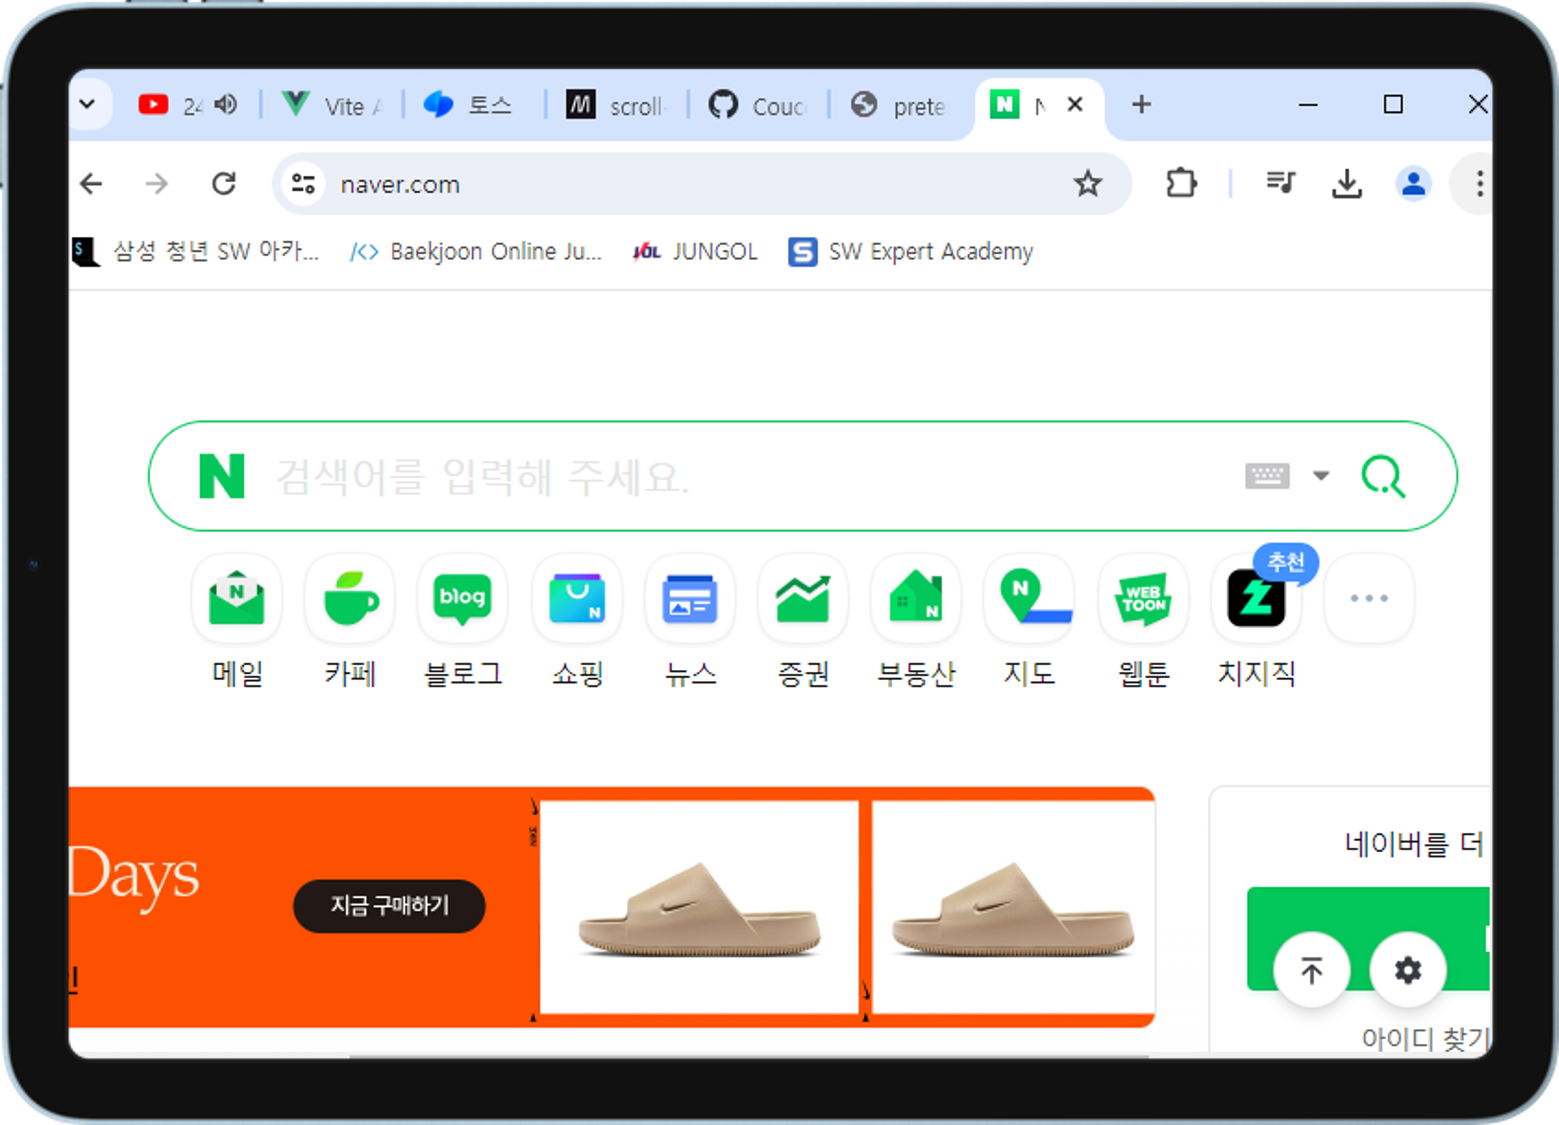 24
Vite A
토스
scroll
Couc
prete
N
naver.com
삼성 청년 SW 아카...
Baekjoon Online Ju...
JUNGOL
SW Expert Academy
N 검색어를 입력해 주세요.
추천
blog
WEB
TOON
메일
카페
블로그
쇼핑
뉴스
증권
부동산
지도
웹툰
치지직
Days
지금 구매하기
네이버를 더
아이디 찾기